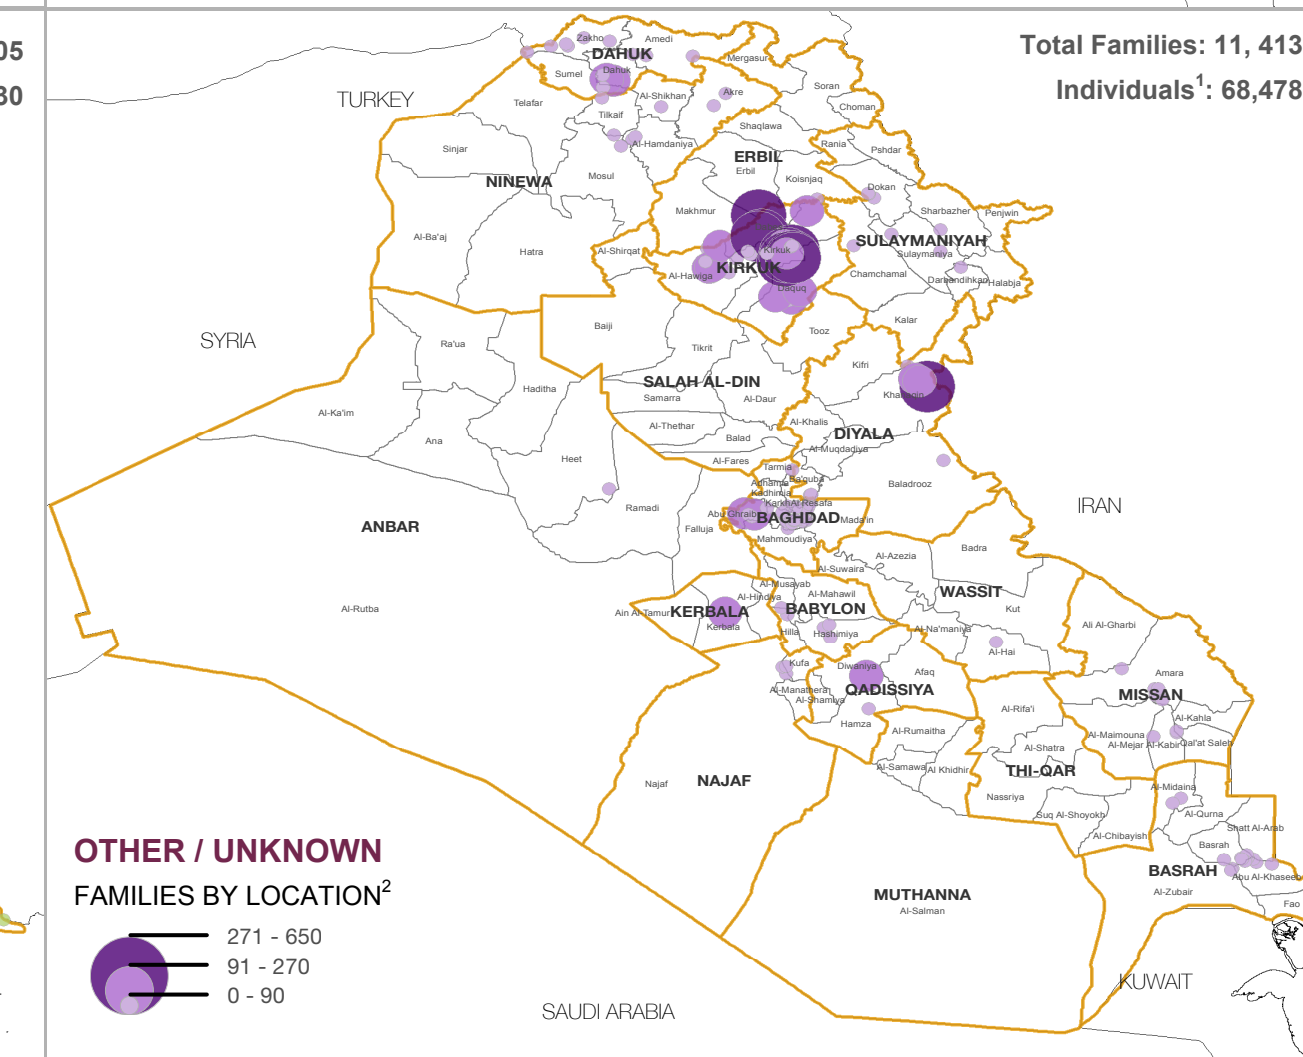 05
30
Total Families: 11, 413
Individuals1: 68,478
Zakho
Amedi
DAHUK
Mergasur
Sumel
Dahuk
Soran
TURKEY
Telafar
Al-Shikhan
Akre
Choman
Tilkaif
Shaqlawa
Sinjar
Al-Hamdaniya
Rania
Pshdar
ERBIL
Erbil
NINEWA
Mosul
Koisnjaq
Dokan
Makhmur
Sharbazher
Penjwin
Al-Ba'aj
Hatra
Al-Shirqat
Kirkuk
SULAYMANIYAH
Sulaymaniya
KIRKUK
Al-Hawiga
Chamchamal
Darbandihkan
Halabja
Daquq
Baiji
Tooz
Kalar
SYRIA
Ra'ua
Tikrit
Kifri
SALAH AL-DIN
Haditha
Samarra
Al-Daur
Al-Ka'im
Al-Thethar
Al-Khalis
Ana
Balad
DIYALA
Al-Muqdadiya
Heet
Al-Fares
Tarmia
Ba'quba
Baladrooz
Kadhimia
Karkh
Al Resafa
IRAN
Ramadi
Abu Ghraib
BAGHDAD
Mada'in
ANBAR
Falluja
Mahmoudiya
Badra
Al-Azezia
Al-Suwaira
Al-Musayab
Al-Mahawil
WASSIT
Al-Hindiya
Al-Rutba
Ain Al-Tamur
KERBALA
BABYLON
Kut
Kerbala
Hilla
Hashimiya
Al-Na'maniya
Ali Al-Gharbi
Al-Hai
Kufa
Diwaniya
Afaq
Amara
Al-Manathera
QADISSIYA
MISSAN
Al-Shamiya
Al-Rifa'i
Hamza
Al-Kahla
Al-Rumaitha
Al-Maimouna
Al-Mejar Al-Kabir
Qal'at Saleh
Al-Shatra
Al-Samawa
Al Khidhir
THI-QAR
Najaf
NAJAF
Al-Midaina
Nassriya
Suq Al-Shoyokh
Al-Qurna
Al-Chibayish
Shatt Al-Arab
Basrah
BASRAH
Abu Al-Khaseeb
MUTHANNA
Al-Zubair
Al-Salman
Fao
OTHER / UNKNOWN
FAMILIES BY LOCATION2
271 - 650
91 - 270
0 - 90
KUWAIT
SAUDI ARABIA